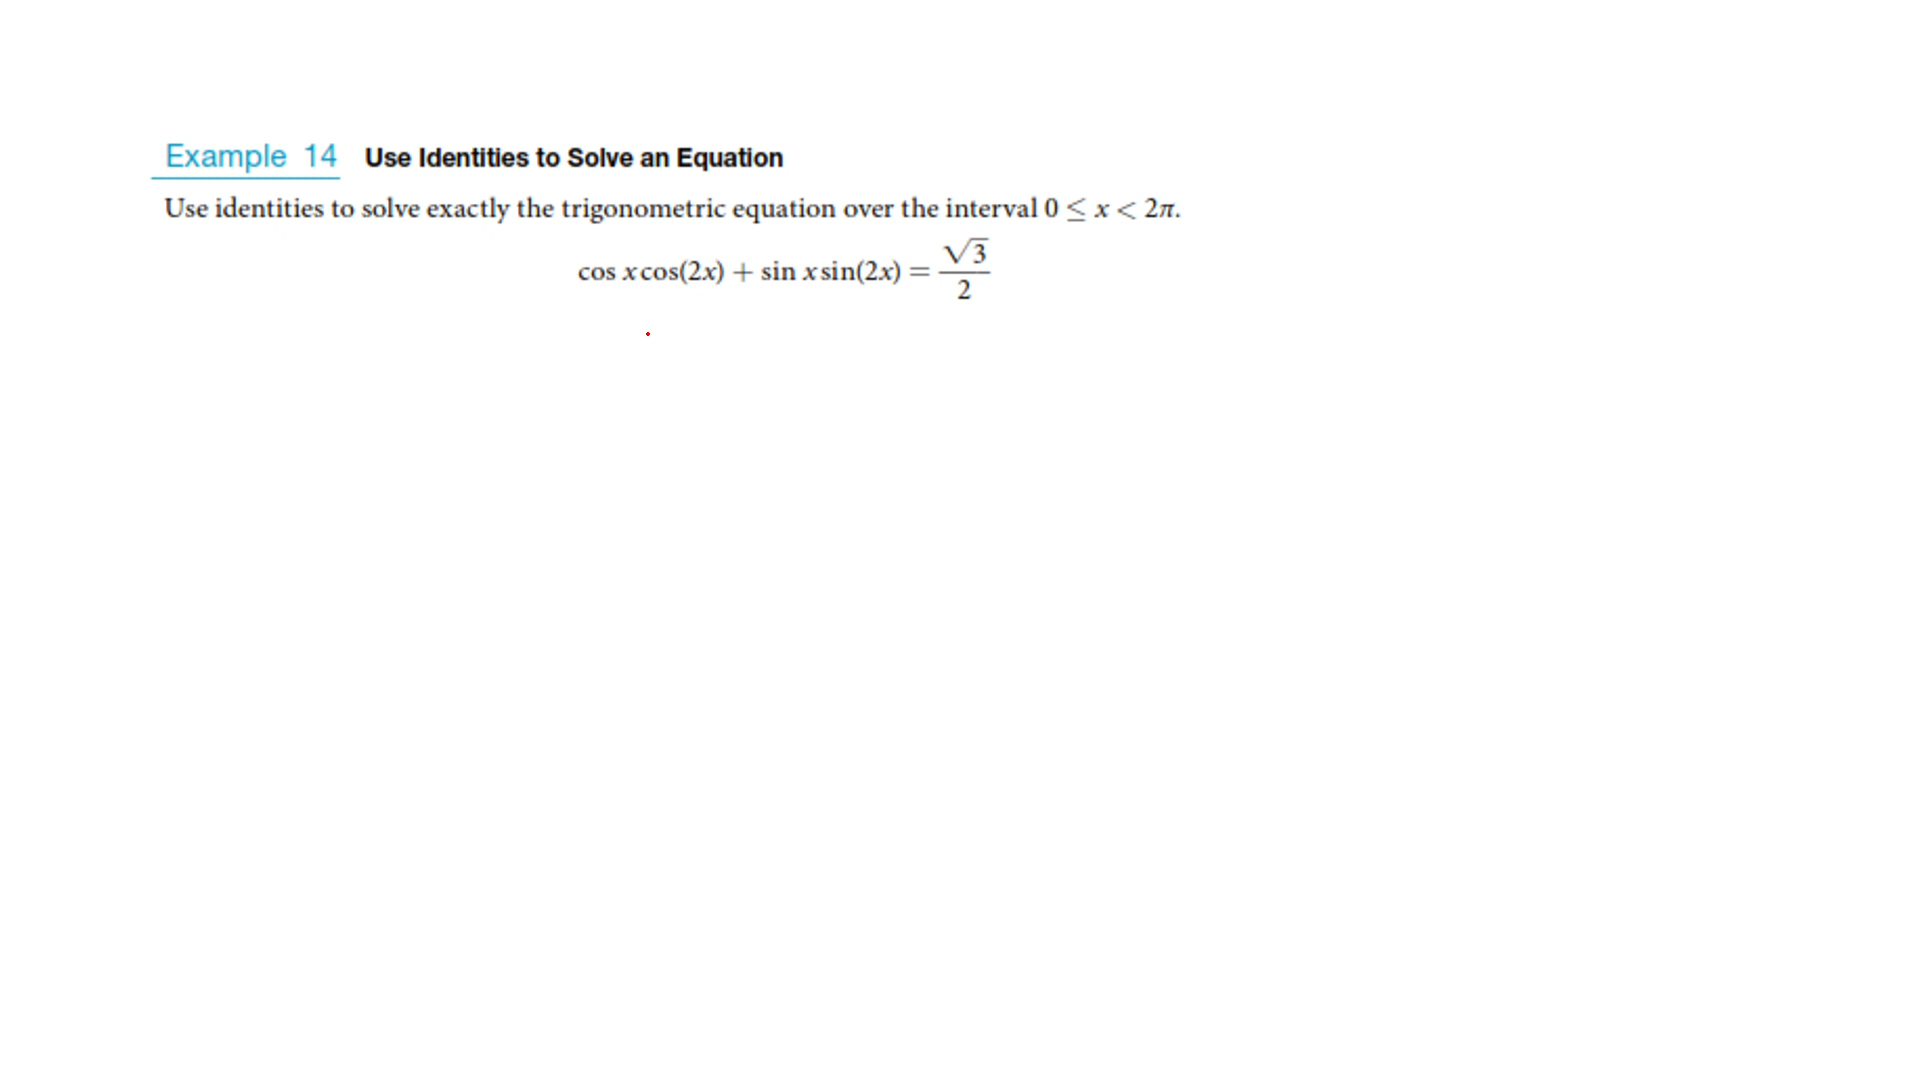 Example 14 Use Identities to Solve an Equation
Use identities to solve exactly the trigonometric equation over the interval 0 ≤ x < 2π.
cos x cos(2x) + sin x sin(2x) = √3/2